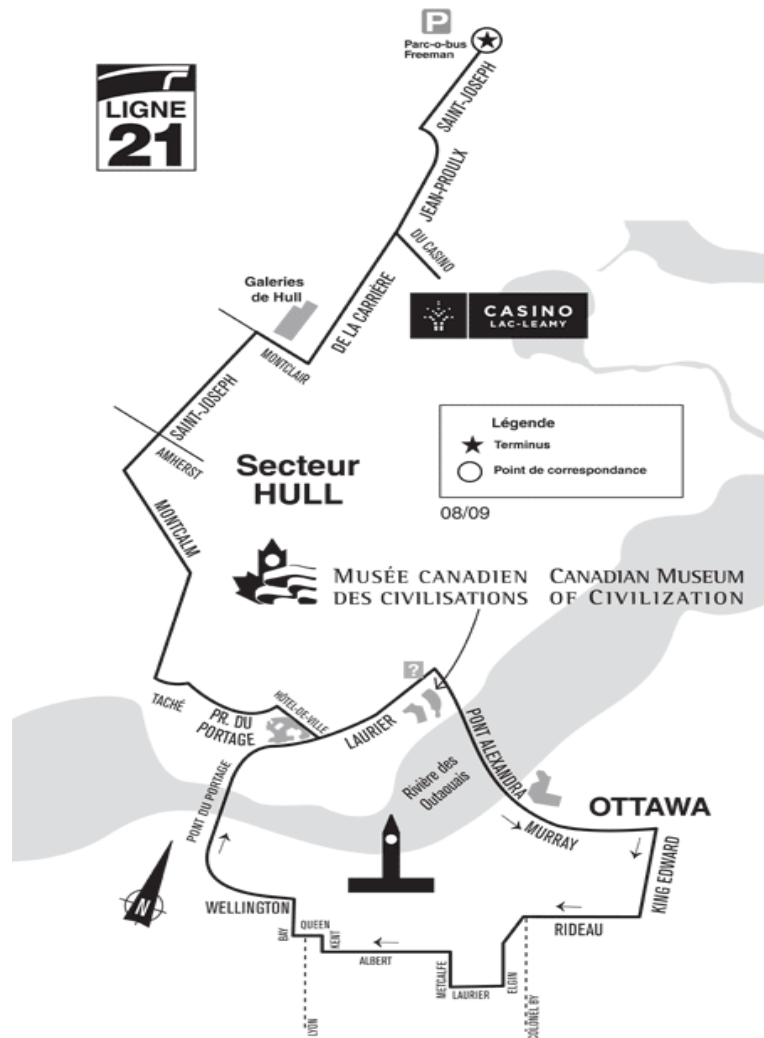 P
Parc-o-bus
Freeman
LIGNE
21
SAINT-JOSEPH
JEAN-PROULX
DU CASINO
Galeries
de Hull
DE LA CARRIÈRE
CASINO
LAC-LEAMY
MONTCLAIR
SAINT-JOSEPH
AMHERST
Légende
Terminus
Point de correspondance
08/09
Secteur
HULL
MONTCALM
MUSÉE CANADIEN
DES CIVILISATIONS
CANADIAN MUSEUM
OF CIVILIZATION
?
TACHÉ
PR. DU
PORTAGE
HÔTEL-DE-VILLE
LAURIER
PONT ALEXANDRA
Rivière des
Outaouais
PONT DU PORTAGE
OTTAWA
MURRAY
KING EDWARD
N
WELLINGTON
RIDEAU
BAY
QUEEN
KENT
ALBERT
METCALFE
LAURIER
ELGIN
COLONEL BY
LYON